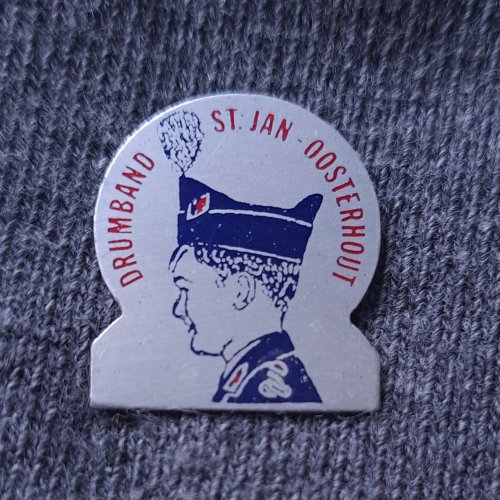 DRUMBAND ST. JAN - OOSTERHOUT